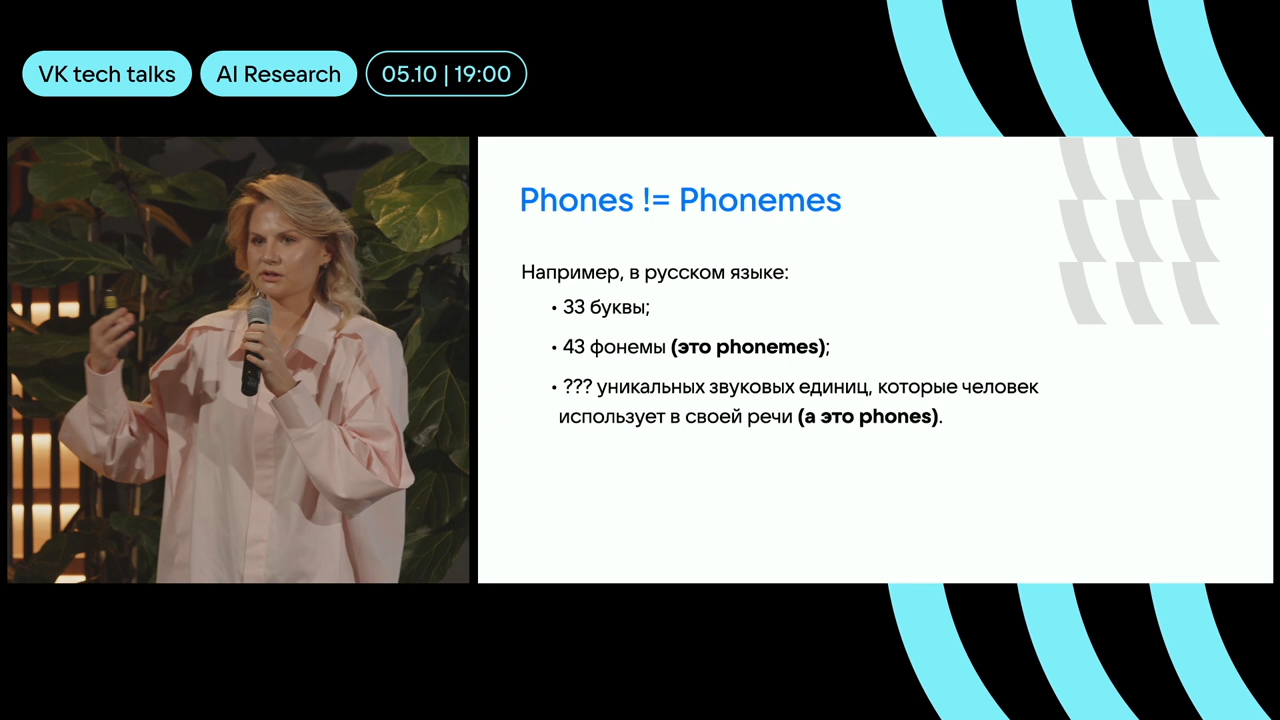 VK tech talks
AI Research
05.10 | 19:00
Phones != Phonemes
Например, в русском языке:
• 33 буквы;
• 43 фонемы (это phonemes);
• ??? уникальных звуковых единиц, которые человек
использует в своей речи (а это phones).